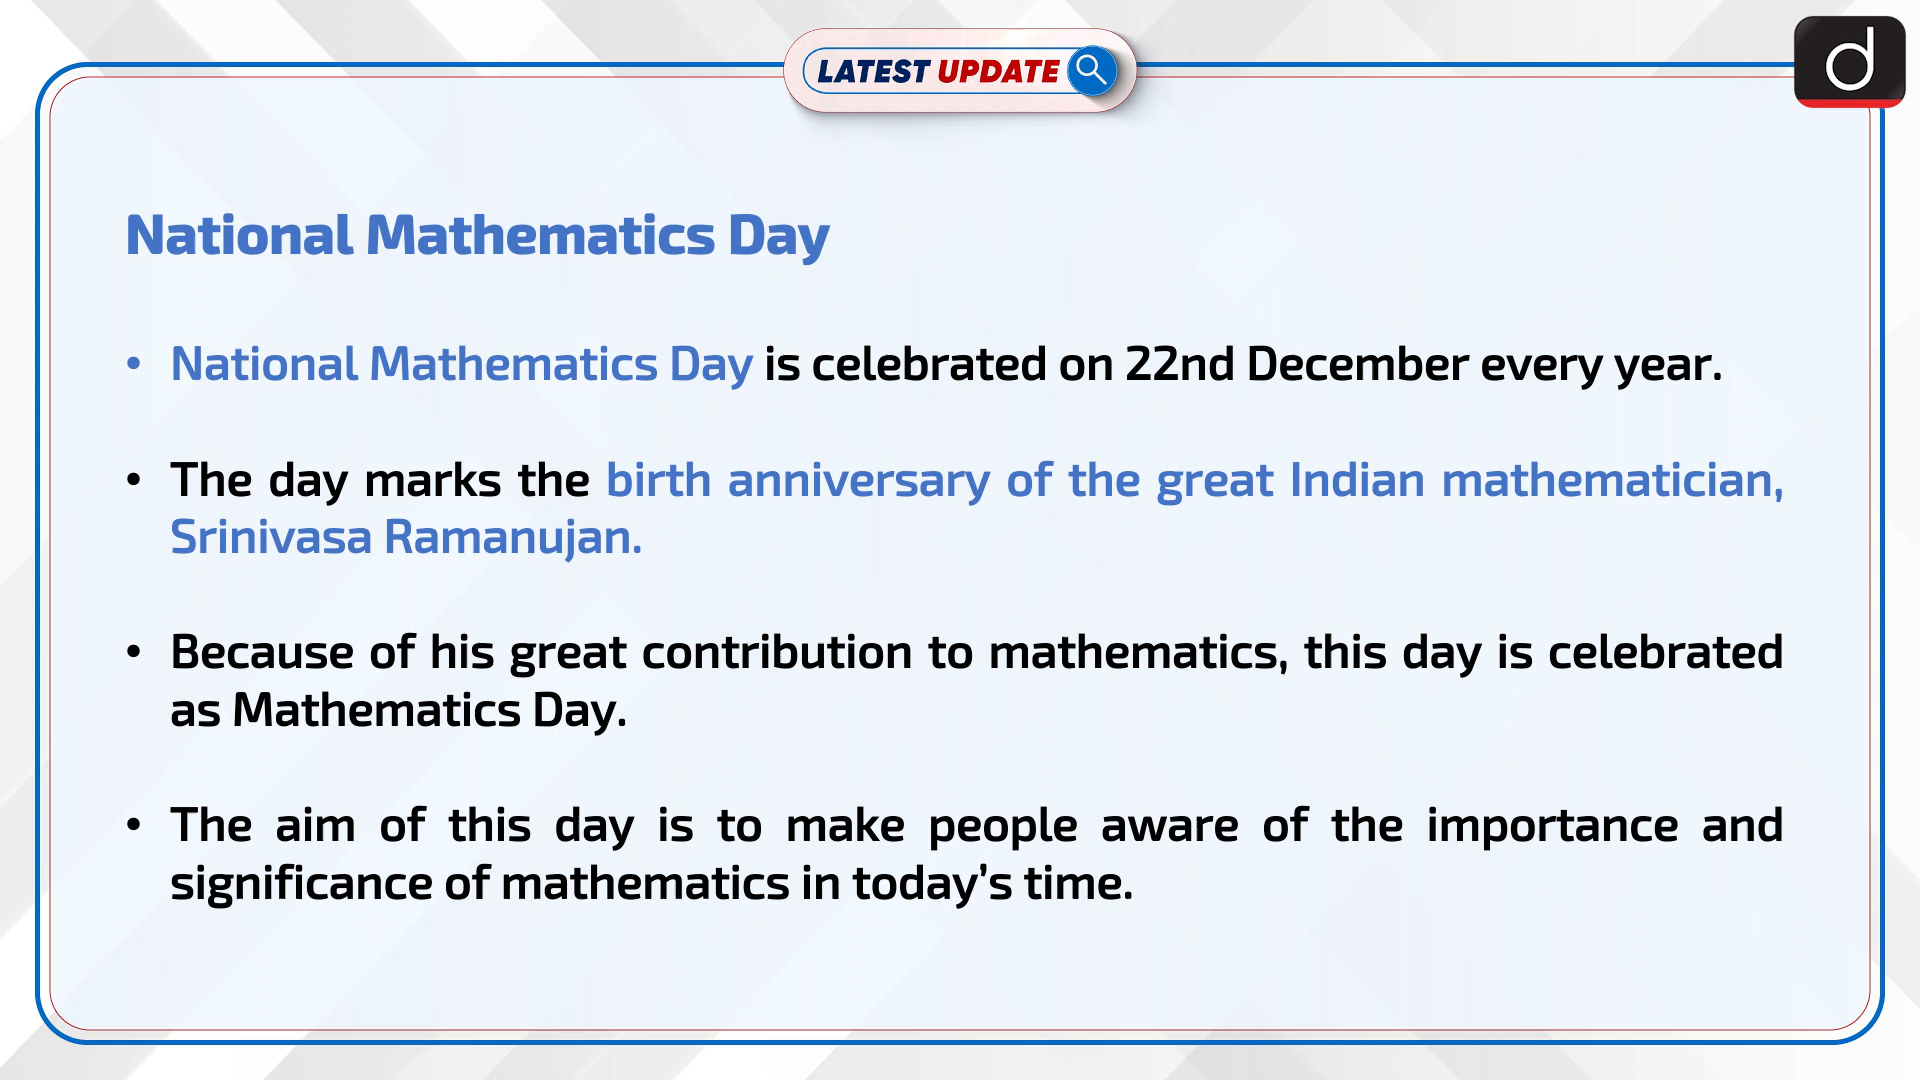 LATEST UPDATE
d
National Mathematics Day
• National Mathematics Day is celebrated on 22nd December every year.
• The day marks the birth anniversary of the great Indian mathematician,
Srinivasa Ramanujan.
• Because of his great contribution to mathematics, this day is celebrated
as Mathematics Day.
• The aim of this day is to make people aware of the importance and
significance of mathematics in today’s time.